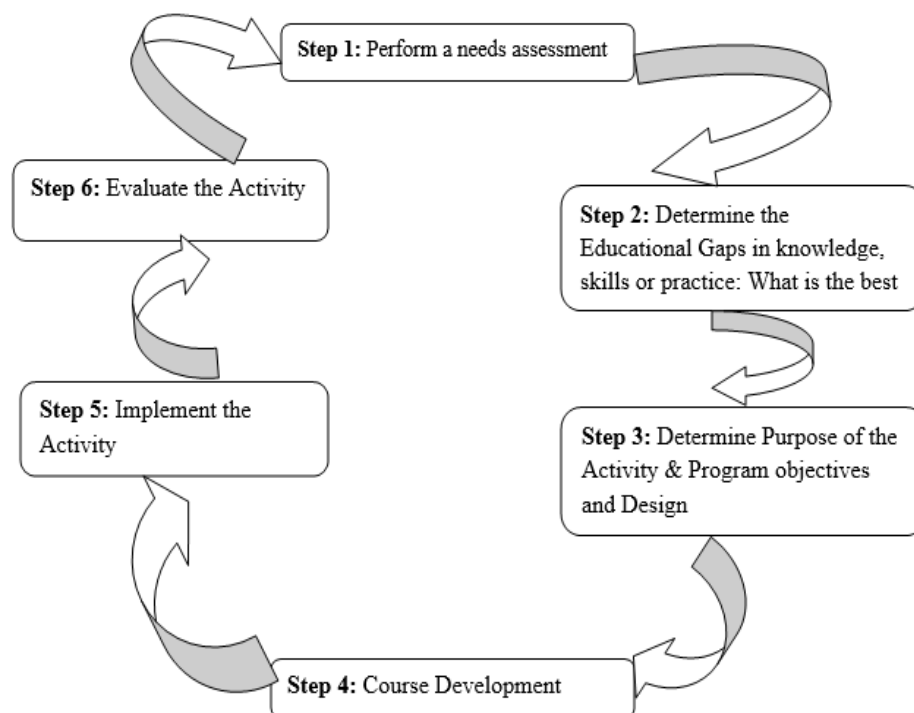 Step 1: Perform a needs assessment
Step 2: Determine the
Educational Gaps in knowledge,
skills or practice: What is the best
Step 3: Determine Purpose of the
Activity & Program objectives
and Design
Step 4: Course Development
Step 5: Implement the
Activity
Step 6: Evaluate the Activity